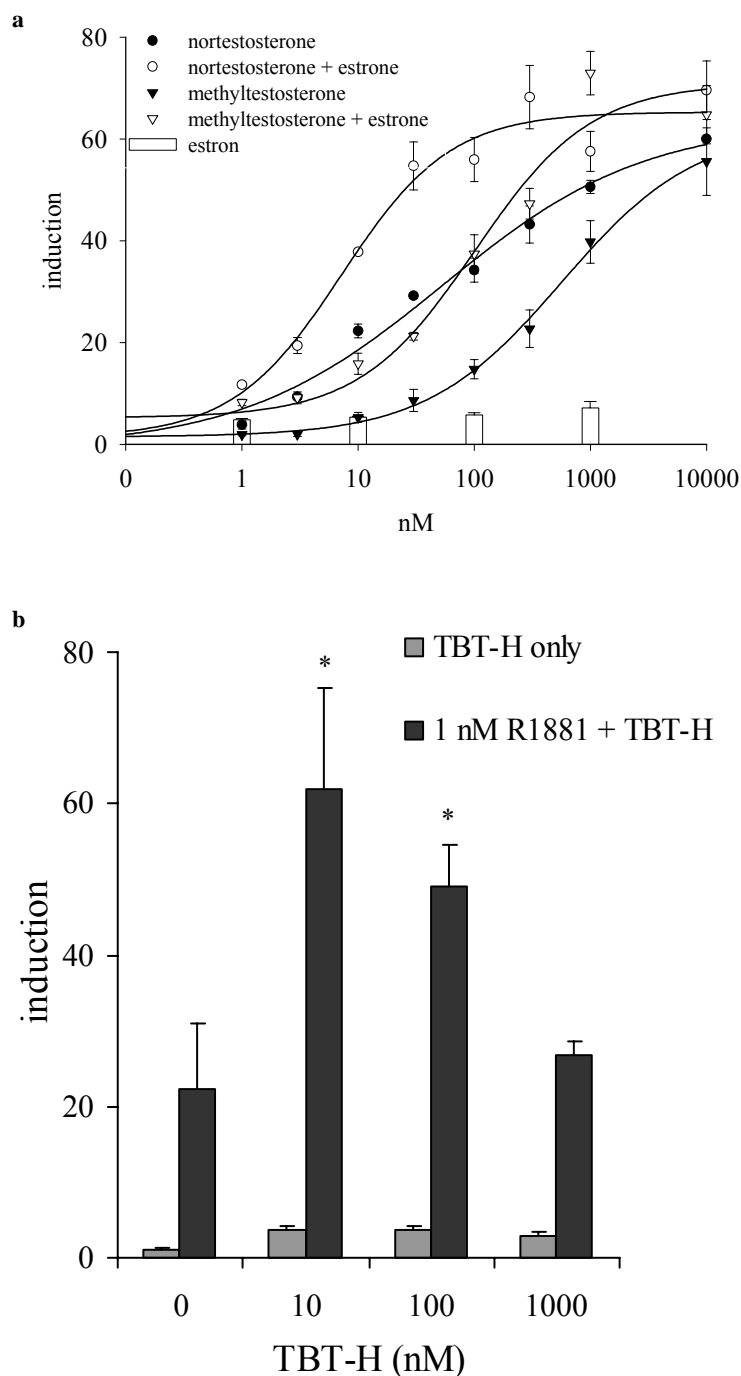 a
80
nortestosterone
nortestosterone + estrone
methyltestosterone
methyltestosterone + estrone
estron
60
40
20
0
induction
0 1 10 100 1000 10000
nM
b
80
TBT-H only
1 nM R1881 + TBT-H
*
*
60
40
20
0
induction
0 10 100 1000
TBT-H (nM)